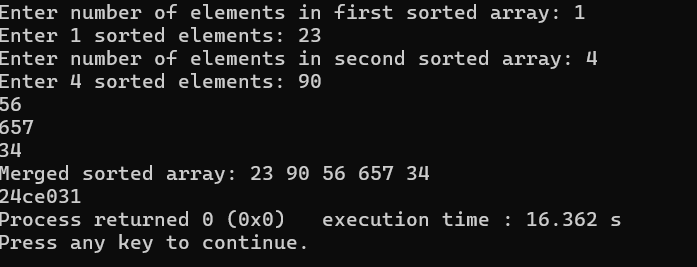 Enter number of elements in first sorted array: 1
Enter 1 sorted elements: 23
Enter number of elements in second sorted array: 4
Enter 4 sorted elements: 90
56
657
34
Merged sorted array: 23 90 56 657 34
24ce031
Process returned 0 (0x0)   execution time : 16.362 s
Press any key to continue.